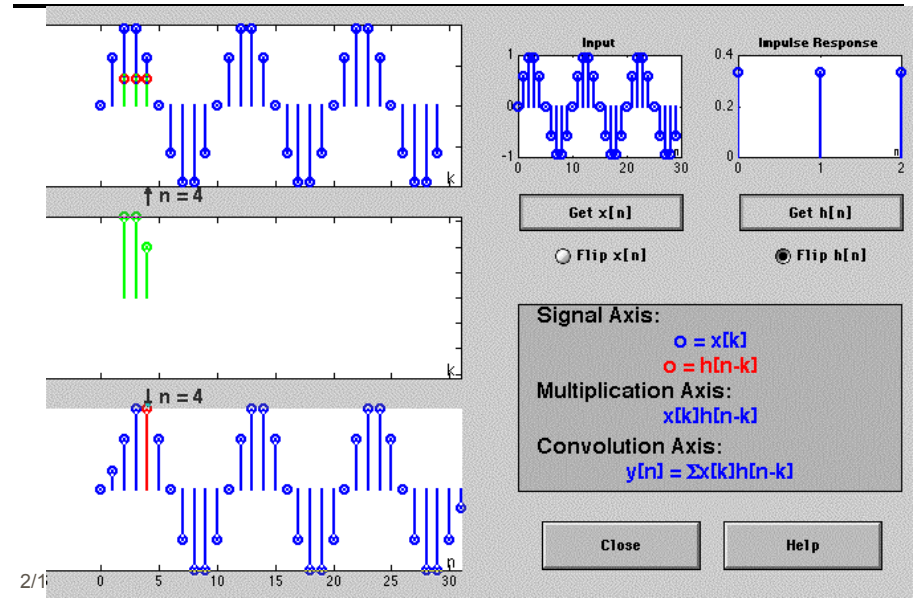 k
↑ n = 4
k
↓ n = 4
n
0 5 10 15 20 25 30
2/1
Input
1
0
-1
n
0 10 20 30
Impulse Response
0.4
0.2
0
n
0 1 2
Get x[n]
Get h[n]
Flip x[n]
Flip h[n]
Signal Axis:
o = x[k]
o = h[n-k]
Multiplication Axis:
x[k]h[n-k]
Convolution Axis:
y[n] = Σx[k]h[n-k]
Close
Help